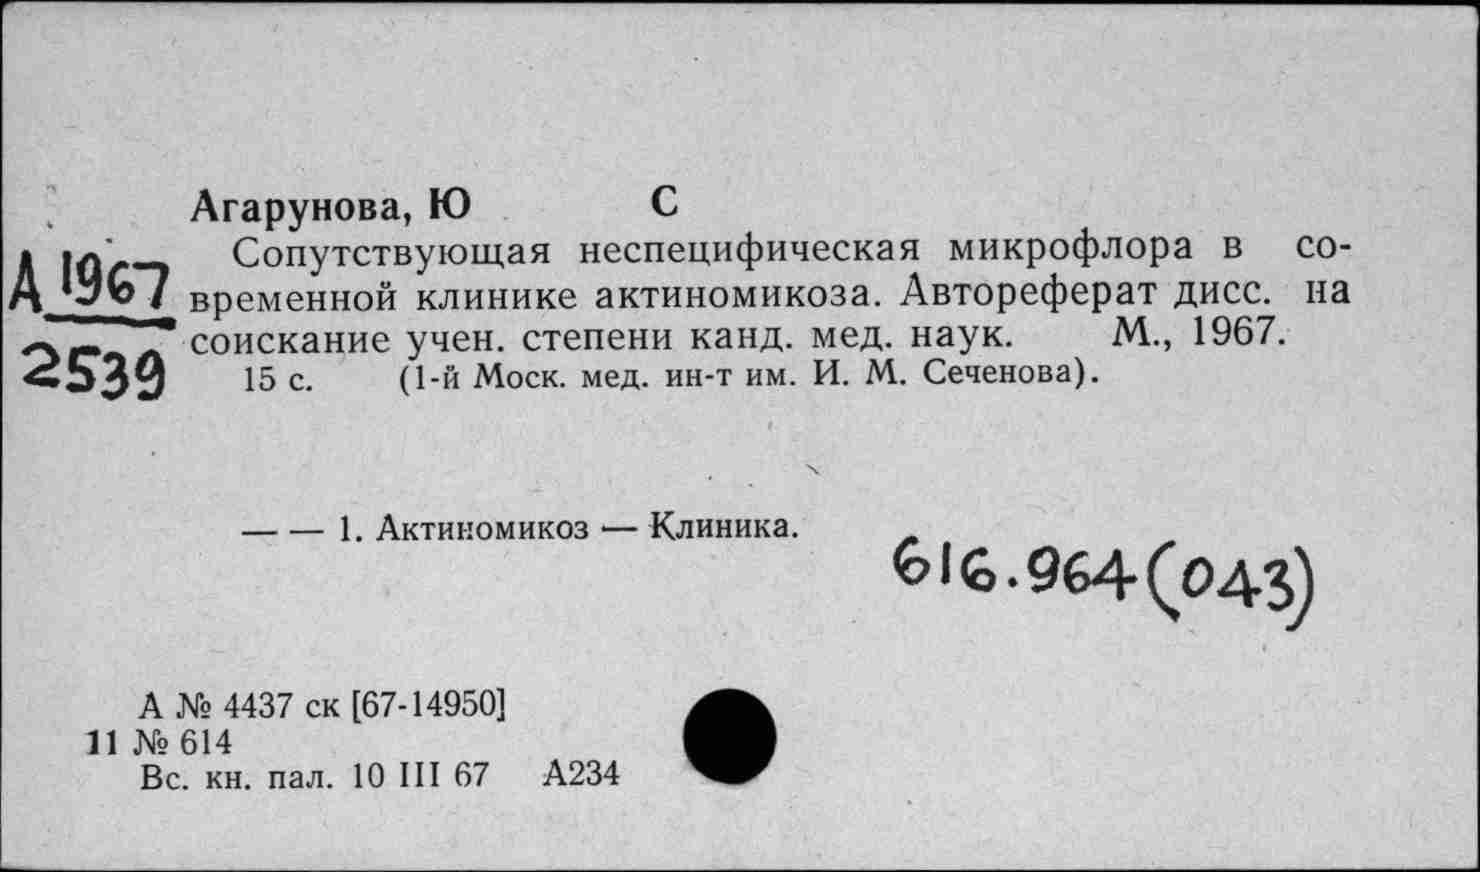 Агарунова, Ю С
А 1967
2539
Сопутствующая неспецифическая микрофлора в со-
временной клинике актиномикоза. Автореферат дисс. на
соискание учен. степени канд. мед. наук. М., 1967.
15 с. (1-й Моск. мед. ин-т им. И. М. Сеченова).
— — 1. Актиномикоз — Клиника.
616.964(043)
А № 4437 ск [67-14950]
11 № 614
Вс. кн. пал. 10 III 67 А234